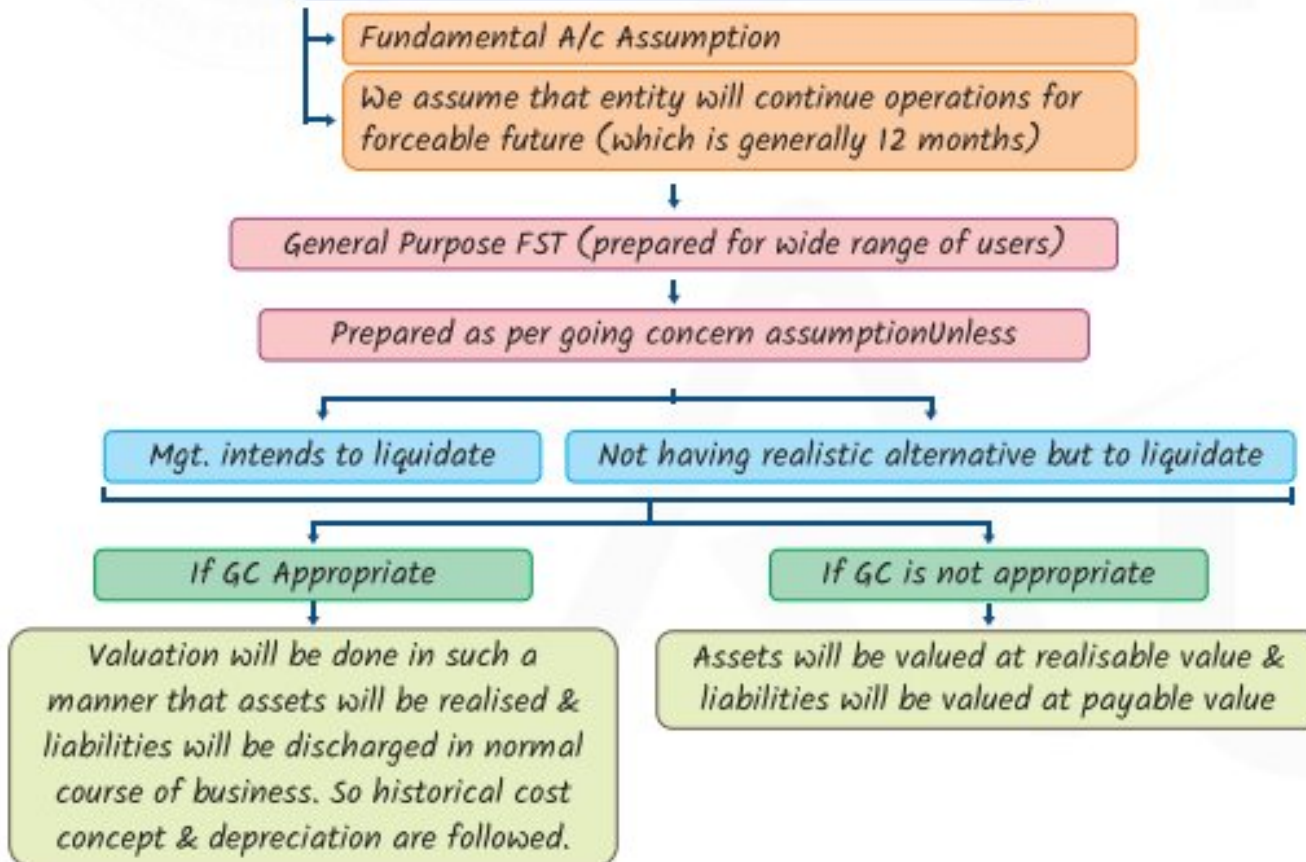 Fundamental A/c Assumption
We assume that entity will continue operations for
forceable future (which is generally 12 months)
General Purpose FST (prepared for wide range of users)
Prepared as per going concern assumptionUnless
Mgt. intends to liquidate
Not having realistic alternative but to liquidate
If GC Appropriate
If GC is not appropriate
Valuation will be done in such a
manner that assets will be realised &
liabilities will be discharged in normal
course of business. So historical cost
concept & depreciation are followed.
Assets will be valued at realisable value &
liabilities will be valued at payable value